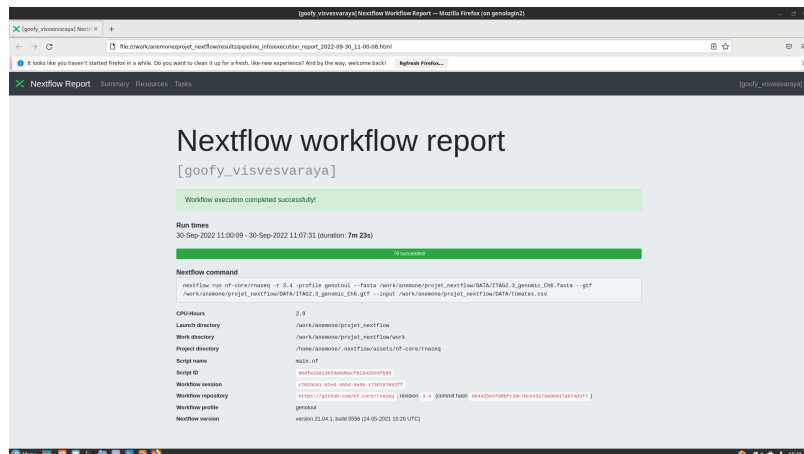 [goofy_visvesvaraya] Nextflow Workflow Report — Mozilla Firefox (on genologin2)
[goofy_visvesvaraya] Nextfl
file:///work/anemone/projet_nextflow/results/pipeline_info/execution_report_2022-09-30_11-00-08.html
It looks like you haven't started Firefox in a while. Do you want to clean it up for a fresh, like-new experience? And by the way, welcome back! Refresh Firefox...
Nextflow Report Summary Resources Tasks [goofy_visvesvaraya]
Nextflow workflow report
[goofy_visvesvaraya]
Workflow execution completed successfully!
Run times
30-Sep-2022 11:00:09 - 30-Sep-2022 11:07:31 (duration: 7m 23s)
79 succeeded
Nextflow command
nextflow run nf-core/rnaseq -r 3.4 -profile genotoul --fasta /work/anemone/projet_nextflow/DATA/ITAG2.3_genomic_Ch6.fasta --gtf
/work/anemone/projet_nextflow/DATA/ITAG2.3_genomic_Ch6.gtf --input /work/anemone/projet_nextflow/DATA/tomates.csv
CPU-Hours 2.9
Launch directory /work/anemone/projet_nextflow
Work directory /work/anemone/projet_nextflow/work
Project directory /home/anemone/.nextflow/assets/nf-core/rnaseq
Script name main.nf
Script ID
Workflow session
Workflow repository https://github.com/nf-core/rnaseq, revision 3.4 (commit hash )
Workflow profile genotoul
Nextflow version version 21.04.1, build 5556 (14-05-2021 15:20 UTC)
Menu